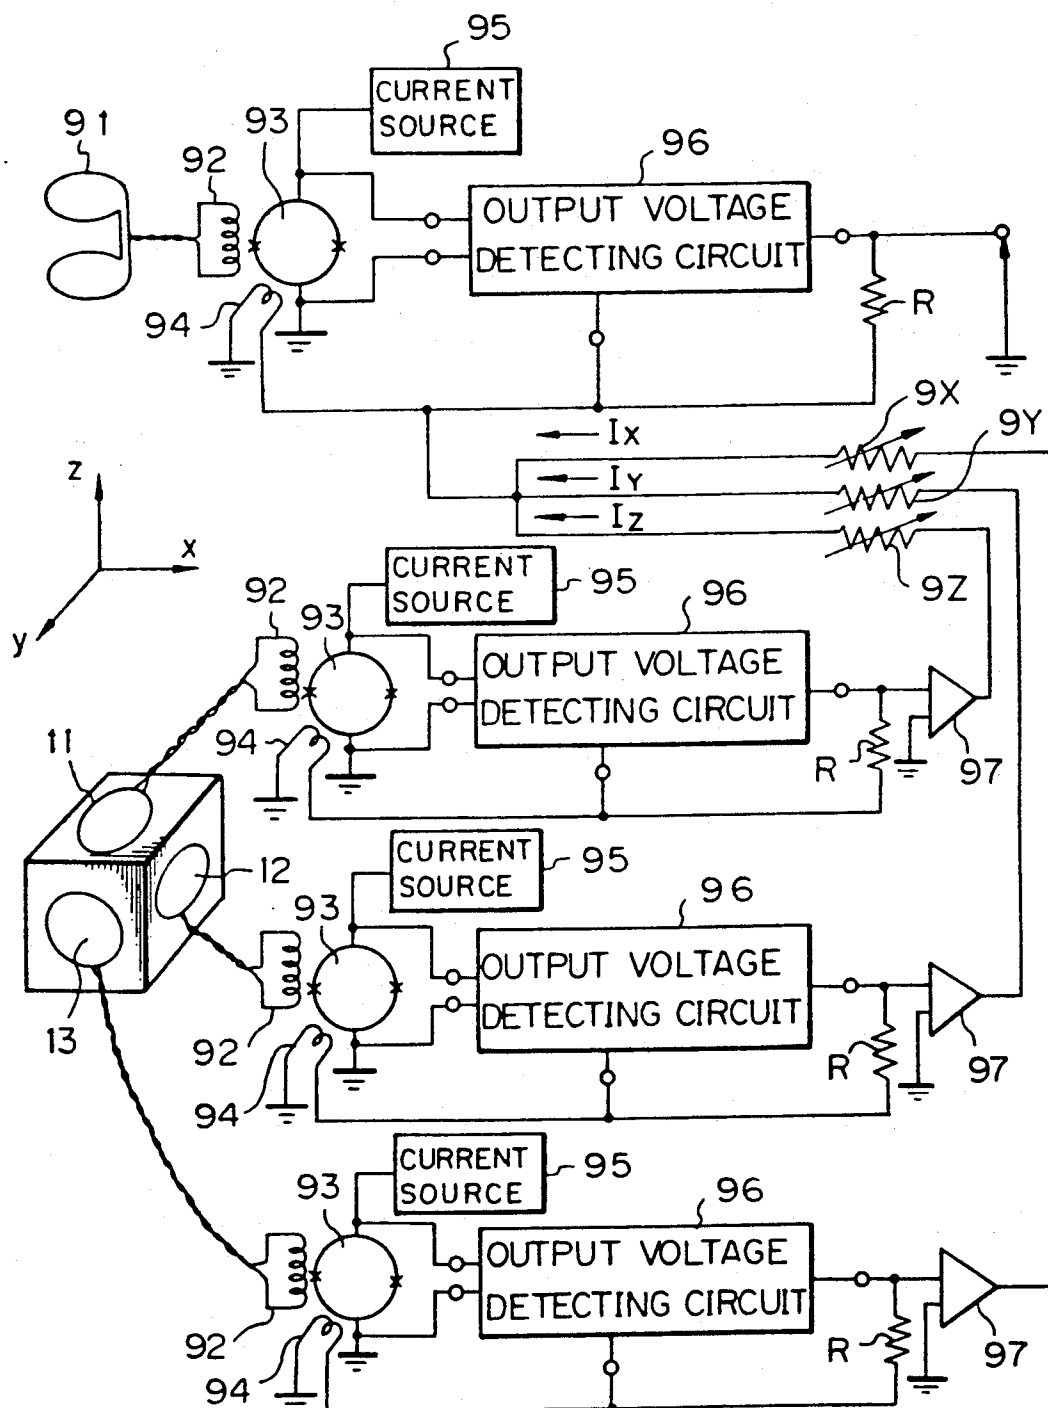 95
CURRENT
SOURCE
91
92
93
96
OUTPUT VOLTAGE
DETECTING CIRCUIT
94
R
9X
9Y
IX
IY
IZ
9Z
z
x
y
CURRENT
SOURCE
95
92
93
96
OUTPUT VOLTAGE
DETECTING CIRCUIT
94
R
97
11
12
13
CURRENT
SOURCE
95
93
96
OUTPUT VOLTAGE
DETECTING CIRCUIT
92
94
R
97
CURRENT
SOURCE
95
93
96
OUTPUT VOLTAGE
DETECTING CIRCUIT
92
94
R
97